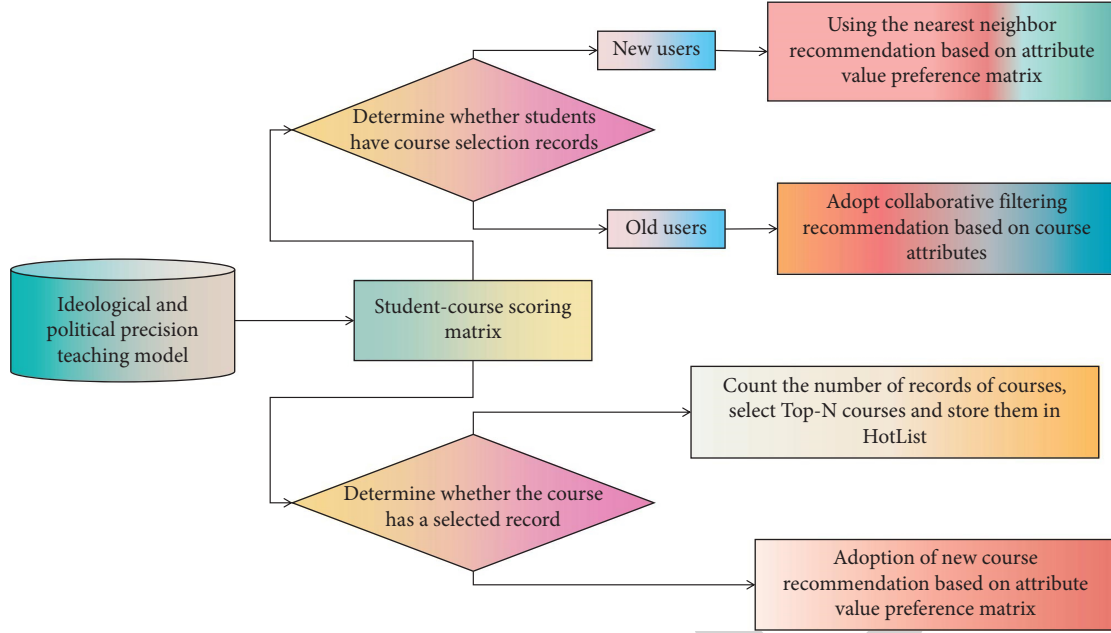 New users
Using the nearest neighbor
recommendation based on attribute
value preference matrix
Determine whether students
have course selection records
Old users
Adopt collaborative filtering
recommendation based on course
attributes
Ideological and
political precision
teaching model
Student-course scoring
matrix
Count the number of records of courses,
select Top-N courses and store them in
HotList
Determine whether the course
has a selected record
Adoption of new course
recommendation based on attribute
value preference matrix